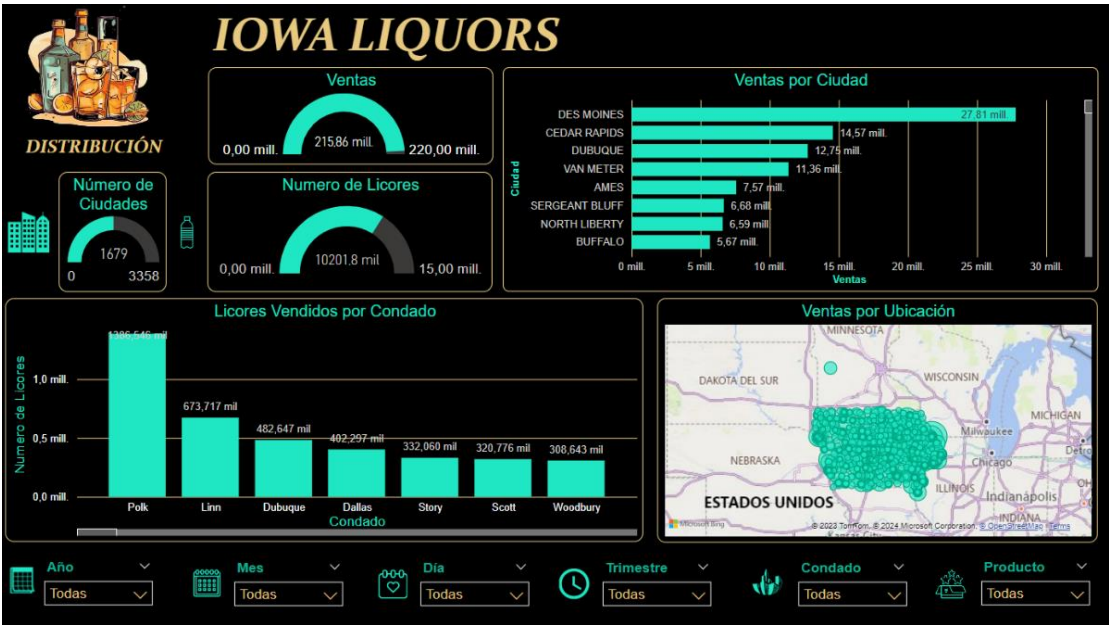 IOWA LIQUORS
DISTRIBUCIÓN
Ventas
215,86 mill.
0,00 mill.
220,00 mill.
Ventas por Ciudad
Ciudad
DES MOINES
27,81 mill.
CEDAR RAPIDS
14,57 mill.
DUBUQUE
12,75 mill.
VAN METER
11,36 mill.
AMES
7,57 mill.
SERGEANT BLUFF
6,68 mill.
NORTH LIBERTY
6,59 mill.
BUFFALO
5,67 mill.
0 mill.
5 mill.
10 mill.
15 mill.
20 mill.
25 mill.
30 mill.
Ventas
Número de
Ciudades
1679
0
3358
Numero de Licores
10201,8 mil
0,00 mill.
15,00 mill.
Licores Vendidos por Condado
Numero de Licores
1,0 mill.
0,5 mill.
0,0 mill.
1386,546 mil
673,717 mil
482,647 mil
402,297 mil
332,060 mil
320,776 mil
308,643 mil
Polk
Linn
Dubuque
Dallas
Story
Scott
Woodbury
Condado
Ventas por Ubicación
MINNESOTA
DAKOTA DEL SUR
WISCONSIN
MICHIGAN
Milwaukee
Detro
NEBRASKA
Chicago
ILLINOIS
OH
Indianápolis
ESTADOS UNIDOS
INDIANA
Microsoft Bing
© 2023 TomTom, © 2024 Microsoft Corporation, © OpenStreetMap Terms
Kansas City
Año
Todas
Mes
Todas
Día
Todas
Trimestre
Todas
Condado
Todas
Producto
Todas